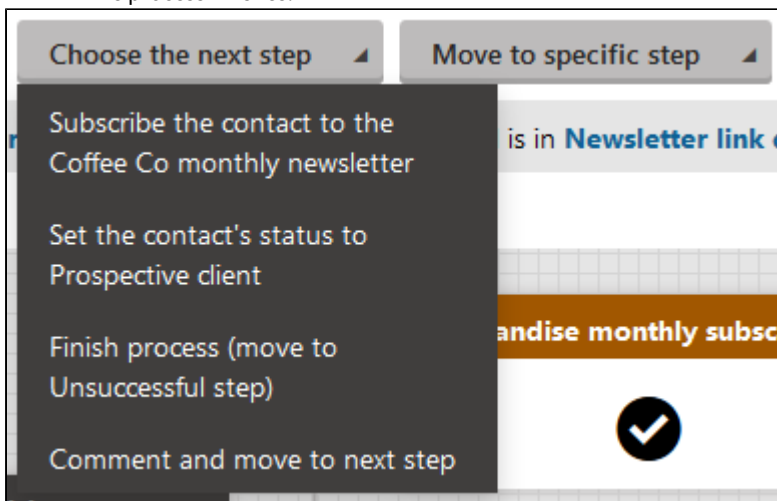 Choose the next step
Move to specific step
Subscribe the contact to the
Coffee Co monthly newsletter
is in Newsletter link
Set the contact's status to
Prospective client
Finish process (move to
Unsuccessful step)
andise monthly subsc
Comment and move to next step